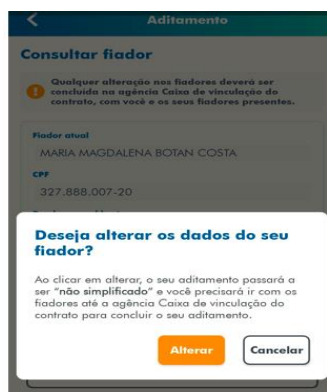 Aditamento
Consultar fiador
Qualquer alteração nos fiadores deverá ser
concluída na agência Caixa de vinculação do
contrato, com você e os seus fiadores presentes.
Fiador atual
MARIA MAGDALENA BOTAN COSTA
CPF
327.888.007-20
Deseja alterar os dados do seu
fiador?
Ao clicar em alterar, o seu aditamento passará a
ser "não simplificado" e você precisará ir com os
fiadores até a agência Caixa de vinculação do
contrato para concluir o seu aditamento.
Alterar
Cancelar